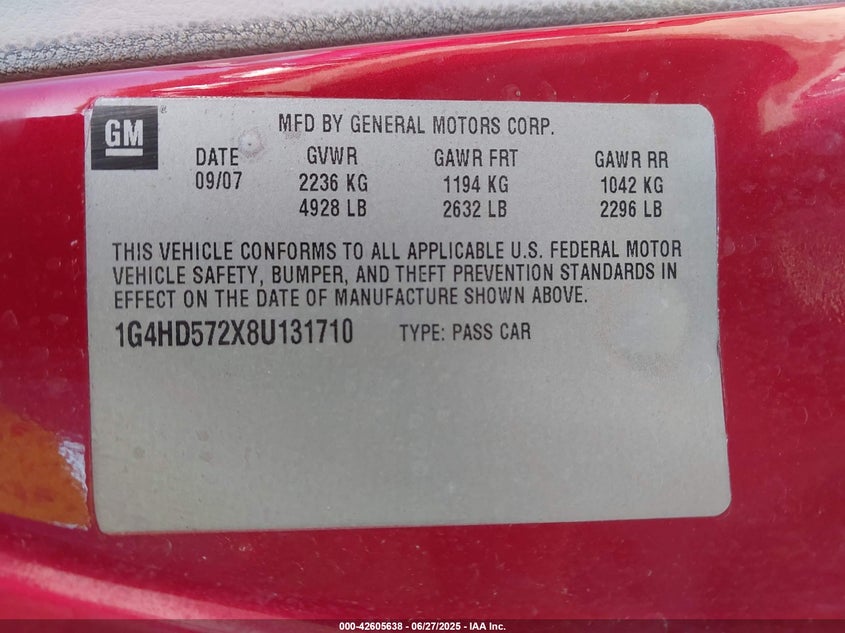 GM
MFD BY GENERAL MOTORS CORP.
DATE GVWR GAWR FRT GAWR RR
09/07 2236 KG 1194 KG 1042 KG
4928 LB 2632 LB 2296 LB
THIS VEHICLE CONFORMS TO ALL APPLICABLE U.S. FEDERAL MOTOR
VEHICLE SAFETY, BUMPER, AND THEFT PREVENTION STANDARDS IN
EFFECT ON THE DATE OF MANUFACTURE SHOWN ABOVE.
1G4HD572X8U131710 TYPE: PASS CAR
000-42605638 - 06/27/2025 - IAA Inc.